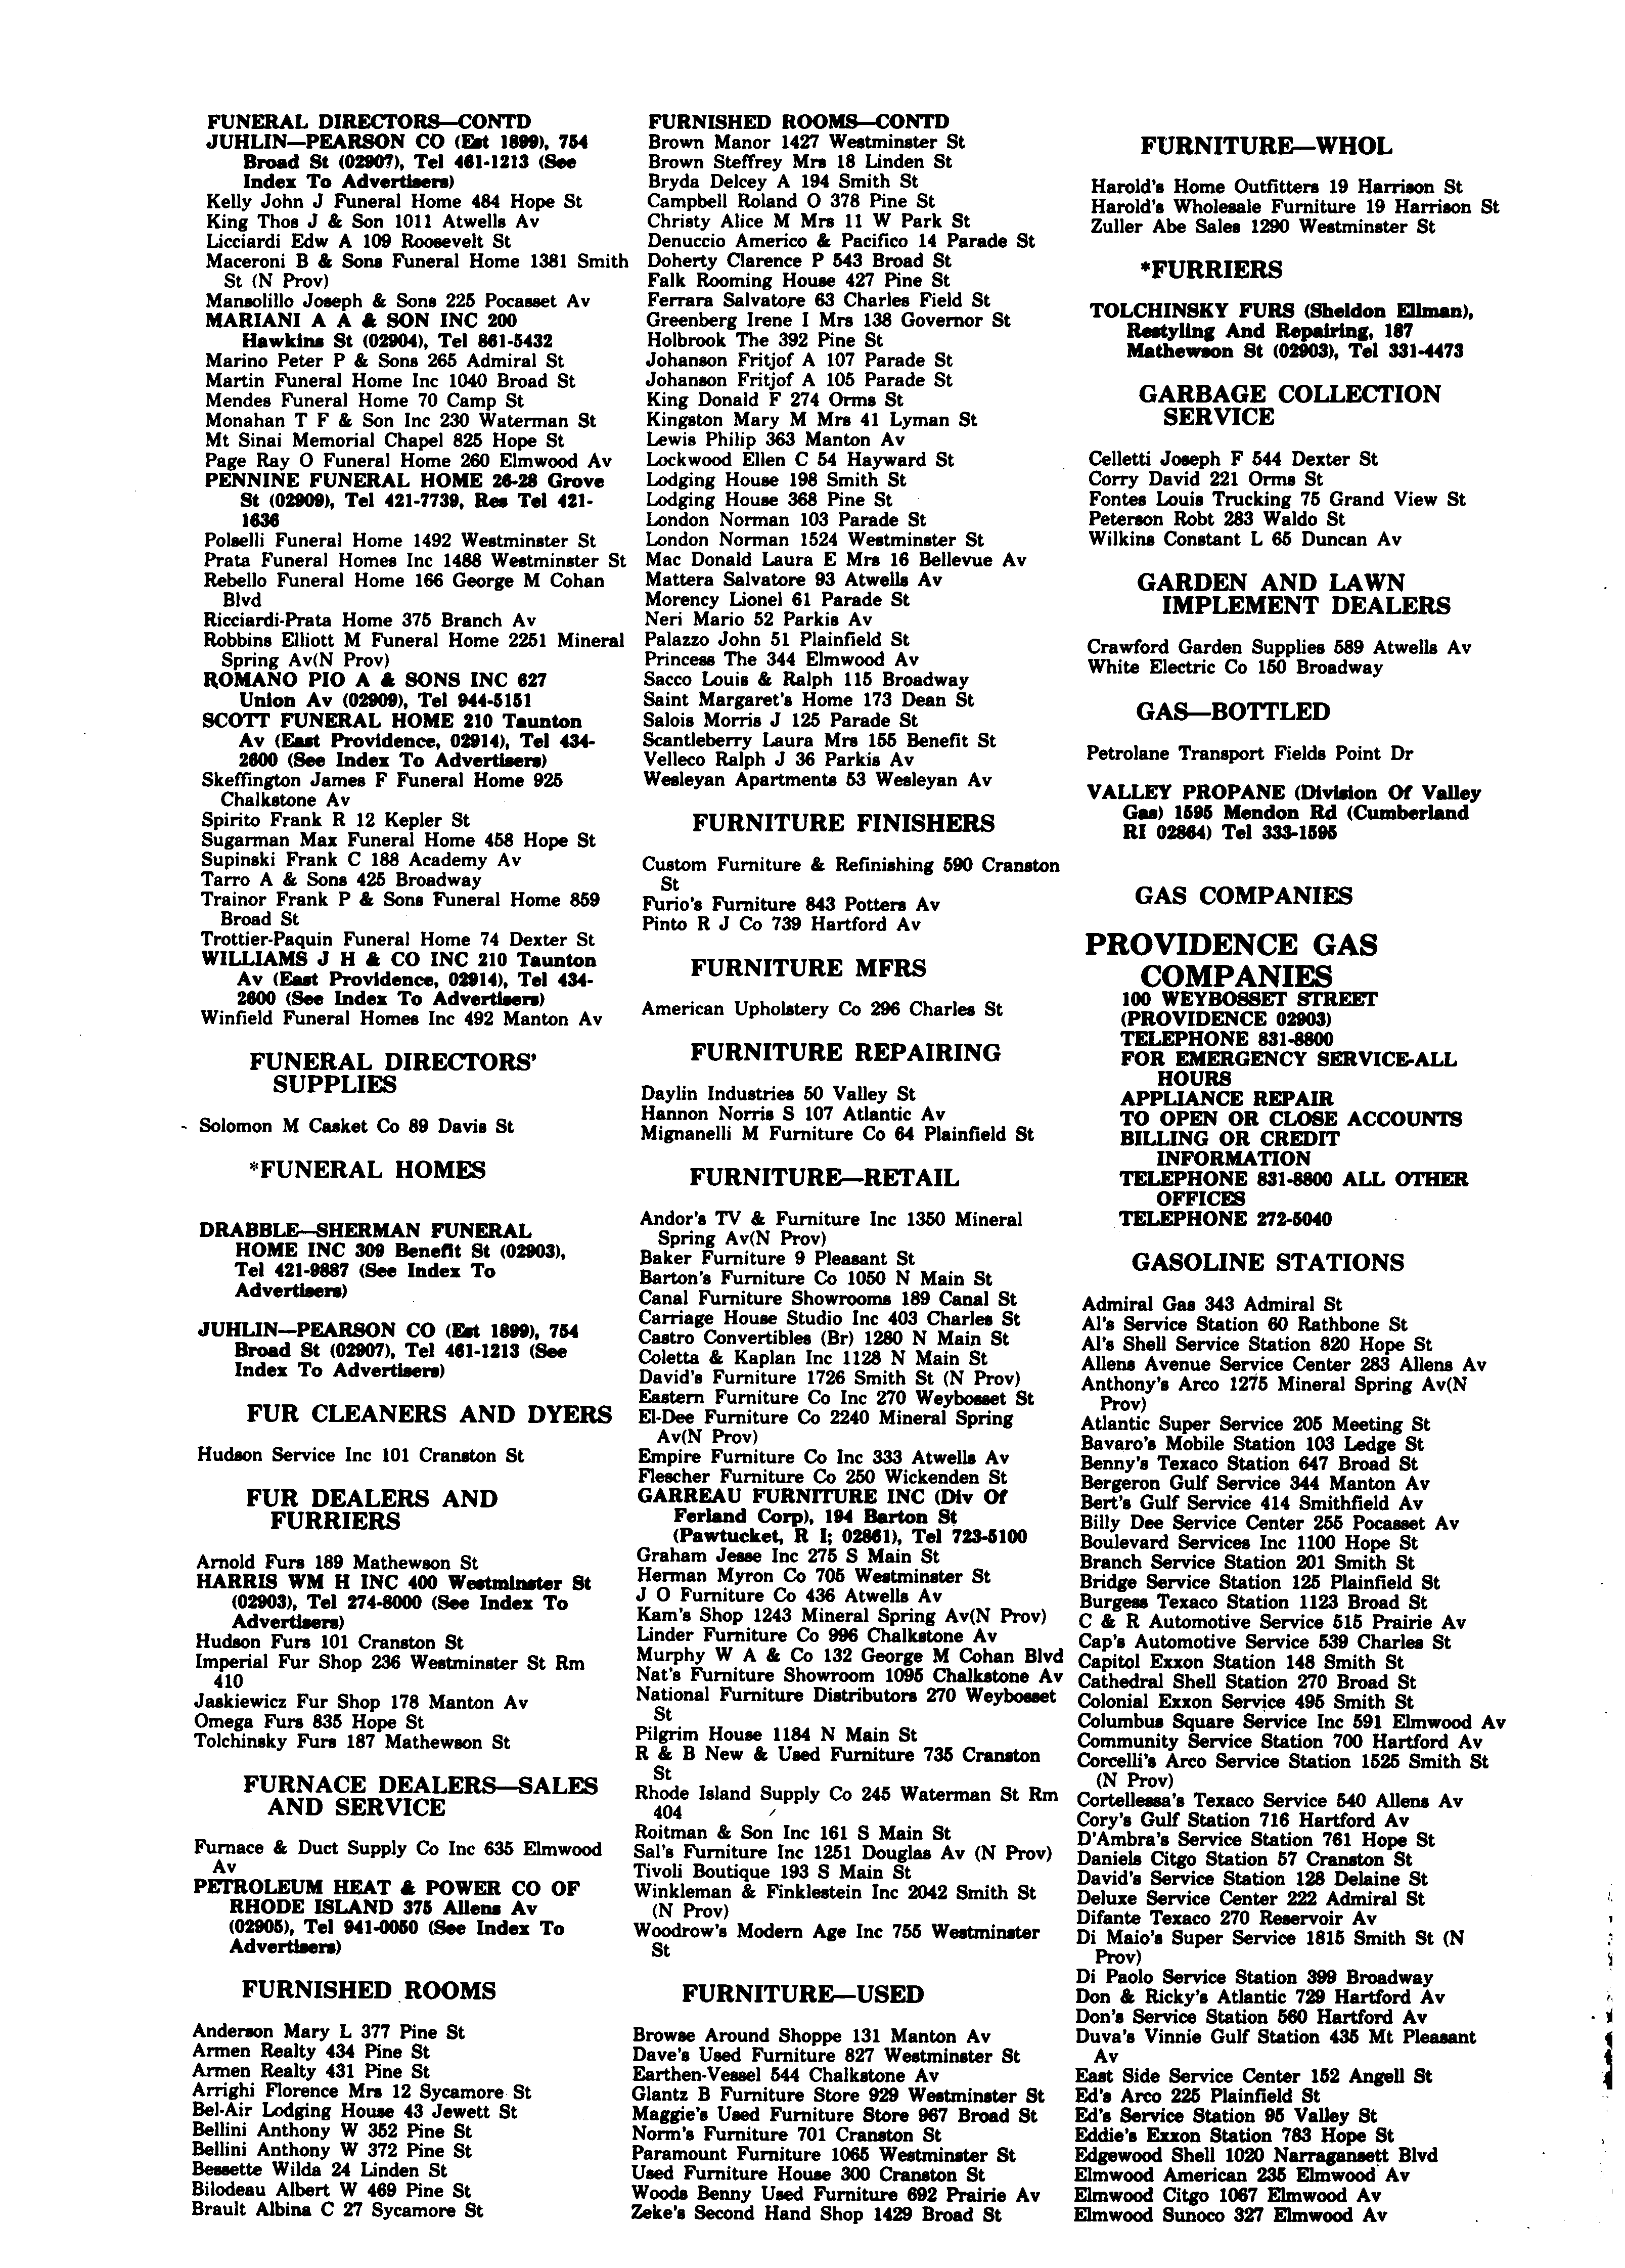 FUNERAL DIRECTORS—CONTD
JUHLIN—PEARSON CO (Est 1899), 754
Broad St (02907), Tel 461-1213 (See
Index To Advertisers)
Kelly John J Funeral Home 484 Hope St
King Thos J & Son 1011 Atwells Av
Licciardi Edw A 109 Roosevelt St
Maceroni B & Sons Funeral Home 1381 Smith
St (N Prov)
Mansolillo Joseph & Sons 225 Pocasset Av
MARIANI A A & SON INC 200
Hawkins St (02904), Tel 861-5432
Marino Peter P & Sons 265 Admiral St
Martin Funeral Home Inc 1040 Broad St
Mendes Funeral Home 70 Camp St
Monahan T F & Son Inc 230 Waterman St
Mt Sinai Memorial Chapel 825 Hope St
Page Ray O Funeral Home 260 Elmwood Av
PENNINE FUNERAL HOME 26-28 Grove
St (02909), Tel 421-7739, Res Tel 421-
1636
Polselli Funeral Home 1492 Westminster St
Prata Funeral Homes Inc 1488 Westminster St
Rebello Funeral Home 166 George M Cohan
Blvd
Ricciardi-Prata Home 375 Branch Av
Robbins Elliott M Funeral Home 2251 Mineral
Spring Av(N Prov)
ROMANO PIO A & SONS INC 627
Union Av (02909), Tel 944-5151
SCOTT FUNERAL HOME 210 Taunton
Av (East Providence, 02914), Tel 434-
2600 (See Index To Advertisers)
Skeffington James F Funeral Home 925
Chalkstone Av
Spirito Frank R 12 Kepler St
Sugarman Max Funeral Home 458 Hope St
Supinski Frank C 188 Academy Av
Tarro A & Sons 425 Broadway
Trainor Frank P & Sons Funeral Home 859
Broad St
Trottier-Paquin Funeral Home 74 Dexter St
WILLIAMS J H & CO INC 210 Taunton
Av (East Providence, 02914), Tel 434-
2600 (See Index To Advertisers)
Winfield Funeral Homes Inc 492 Manton Av
FUNERAL DIRECTORS'
SUPPLIES
Solomon M Casket Co 89 Davis St
*FUNERAL HOMES
DRABBLE—SHERMAN FUNERAL
HOME INC 309 Benefit St (02903),
Tel 421-9887 (See Index To
Advertisers)
JUHLIN—PEARSON CO (Est 1899), 754
Broad St (02907), Tel 461-1213 (See
Index To Advertisers)
FUR CLEANERS AND DYERS
Hudson Service Inc 101 Cranston St
FUR DEALERS AND
FURRIERS
Arnold Furs 189 Mathewson St
HARRIS WM H INC 400 Westminster St
(02903), Tel 274-8000 (See Index To
Advertisers)
Hudson Furs 101 Cranston St
Imperial Fur Shop 236 Westminster St Rm
410
Jaskiewicz Fur Shop 178 Manton Av
Omega Furs 835 Hope St
Tolchinsky Furs 187 Mathewson St
FURNACE DEALERS—SALES
AND SERVICE
Furnace & Duct Supply Co Inc 635 Elmwood
Av
PETROLEUM HEAT & POWER CO OF
RHODE ISLAND 375 Allens Av
(02905), Tel 941-0050 (See Index To
Advertisers)
FURNISHED ROOMS
Anderson Mary L 377 Pine St
Armen Realty 434 Pine St
Armen Realty 431 Pine St
Arrighi Florence Mrs 12 Sycamore St
Bel-Air Lodging House 43 Jewett St
Bellini Anthony W 352 Pine St
Bellini Anthony W 372 Pine St
Bessette Wilda 24 Linden St
Bilodeau Albert W 469 Pine St
Brault Albina C 27 Sycamore St
FURNISHED ROOMS—CONTD
Brown Manor 1427 Westminster St
Brown Steffrey Mrs 18 Linden St
Bryda Delcey A 194 Smith St
Campbell Roland O 378 Pine St
Christy Alice M Mrs 11 W Park St
Denuccio Americo & Pacifico 14 Parade St
Doherty Clarence P 543 Broad St
Falk Rooming House 427 Pine St
Ferrara Salvatore 63 Charles Field St
Greenberg Irene I Mrs 138 Governor St
Holbrook The 392 Pine St
Johanson Fritjof A 107 Parade St
Johanson Fritjof A 105 Parade St
King Donald F 274 Orms St
Kingston Mary M Mrs 41 Lyman St
Lewis Philip 363 Manton Av
Lockwood Ellen C 54 Hayward St
Lodging House 198 Smith St
Lodging House 368 Pine St
London Norman 103 Parade St
London Norman 1524 Westminster St
Mac Donald Laura E Mrs 16 Bellevue Av
Mattera Salvatore 93 Atwells Av
Morency Lionel 61 Parade St
Neri Mario 52 Parkis Av
Palazzo John 51 Plainfield St
Princess The 344 Elmwood Av
Sacco Louis & Ralph 115 Broadway
Saint Margaret's Home 173 Dean St
Salois Morris J 125 Parade St
Scantleberry Laura Mrs 155 Benefit St
Velleco Ralph J 36 Parkis Av
Wesleyan Apartments 53 Wesleyan Av
FURNITURE FINISHERS
Custom Furniture & Refinishing 590 Cranston
St
Furio's Furniture 843 Potters Av
Pinto R J Co 739 Hartford Av
FURNITURE MFRS
American Upholstery Co 296 Charles St
FURNITURE REPAIRING
Daylin Industries 50 Valley St
Hannon Norris S 107 Atlantic Av
Mignanelli M Furniture Co 64 Plainfield St
FURNITURE—RETAIL
Andor's TV & Furniture Inc 1350 Mineral
Spring Av(N Prov)
Baker Furniture 9 Pleasant St
Barton's Furniture Co 1050 N Main St
Canal Furniture Showrooms 189 Canal St
Carriage House Studio Inc 403 Charles St
Castro Convertibles (Br) 1280 N Main St
Coletta & Kaplan Inc 1128 N Main St
David's Furniture 1726 Smith St (N Prov)
Eastern Furniture Co Inc 270 Weybosset St
El-Dee Furniture Co 2240 Mineral Spring
Av(N Prov)
Empire Furniture Co Inc 333 Atwells Av
Flescher Furniture Co 250 Wickenden St
GARREAU FURNITURE INC (Div Of
Ferland Corp), 194 Barton St
(Pawtucket, R I; 02861), Tel 723-5100
Graham Jesse Inc 275 S Main St
Herman Myron Co 705 Westminster St
J O Furniture Co 436 Atwells Av
Kam's Shop 1243 Mineral Spring Av(N Prov)
Linder Furniture Co 996 Chalkstone Av
Murphy W A & Co 132 George M Cohan Blvd
Nat's Furniture Showroom 1095 Chalkstone Av
National Furniture Distributors 270 Weybosset
St
Pilgrim House 1184 N Main St
R & B New & Used Furniture 735 Cranston
St
Rhode Island Supply Co 245 Waterman St Rm
404
Roitman & Son Inc 161 S Main St
Sal's Furniture Inc 1251 Douglas Av (N Prov)
Tivoli Boutique 193 S Main St
Winkleman & Finklestein Inc 2042 Smith St
(N Prov)
Woodrow's Modern Age Inc 755 Westminster
St
FURNITURE—USED
Browse Around Shoppe 131 Manton Av
Dave's Used Furniture 827 Westminster St
Earthen-Vessel 544 Chalkstone Av
Glantz B Furniture Store 929 Westminster St
Maggie's Used Furniture Store 967 Broad St
Norm's Furniture 701 Cranston St
Paramount Furniture 1065 Westminster St
Used Furniture House 300 Cranston St
Woods Benny Used Furniture 692 Prairie Av
Zeke's Second Hand Shop 1429 Broad St
FURNITURE—WHOL
Harold's Home Outfitters 19 Harrison St
Harold's Wholesale Furniture 19 Harrison St
Zuller Abe Sales 1290 Westminster St
*FURRIERS
TOLCHINSKY FURS (Sheldon Ellman),
Restyling And Repairing, 187
Mathewson St (02903), Tel 331-4473
GARBAGE COLLECTION
SERVICE
Celletti Joseph F 544 Dexter St
Corry David 221 Orms St
Fontes Louis Trucking 75 Grand View St
Peterson Robt 283 Waldo St
Wilkins Constant L 65 Duncan Av
GARDEN AND LAWN
IMPLEMENT DEALERS
Crawford Garden Supplies 589 Atwells Av
White Electric Co 150 Broadway
GAS—BOTTLED
Petrolane Transport Fields Point Dr
VALLEY PROPANE (Division Of Valley
Gas) 1595 Mendon Rd (Cumberland
RI 02864) Tel 333-1595
GAS COMPANIES
PROVIDENCE GAS
COMPANIES
100 WEYBOSSET STREET
(PROVIDENCE 02903)
TELEPHONE 831-8800
FOR EMERGENCY SERVICE-ALL
HOURS
APPLIANCE REPAIR
TO OPEN OR CLOSE ACCOUNTS
BILLING OR CREDIT
INFORMATION
TELEPHONE 831-8800 ALL OTHER
OFFICES
TELEPHONE 272-5040
GASOLINE STATIONS
Admiral Gas 343 Admiral St
Al's Service Station 60 Rathbone St
Al's Shell Service Station 820 Hope St
Allens Avenue Service Center 283 Allens Av
Anthony's Arco 1275 Mineral Spring Av(N
Prov)
Atlantic Super Service 205 Meeting St
Bavaro's Mobile Station 103 Ledge St
Benny's Texaco Station 647 Broad St
Bergeron Gulf Service 344 Manton Av
Bert's Gulf Service 414 Smithfield Av
Billy Dee Service Center 255 Pocasset Av
Boulevard Services Inc 1100 Hope St
Branch Service Station 201 Smith St
Bridge Service Station 125 Plainfield St
Burgess Texaco Station 1123 Broad St
C & R Automotive Service 515 Prairie Av
Cap's Automotive Service 539 Charles St
Capitol Exxon Station 148 Smith St
Cathedral Shell Station 270 Broad St
Colonial Exxon Service 495 Smith St
Columbus Square Service Inc 591 Elmwood Av
Community Service Station 700 Hartford Av
Corcelli's Arco Service Station 1525 Smith St
(N Prov)
Cortellessa's Texaco Service 540 Allens Av
Cory's Gulf Station 716 Hartford Av
D'Ambra's Service Station 761 Hope St
Daniels Citgo Station 57 Cranston St
David's Service Station 128 Delaine St
Deluxe Service Center 222 Admiral St
Difante Texaco 270 Reservoir Av
Di Maio's Super Service 1815 Smith St (N
Prov)
Di Paolo Service Station 399 Broadway
Don & Ricky's Atlantic 729 Hartford Av
Don's Service Station 560 Hartford Av
Duva's Vinnie Gulf Station 435 Mt Pleasant
Av
East Side Service Center 152 Angell St
Ed's Arco 225 Plainfield St
Ed's Service Station 95 Valley St
Eddie's Exxon Station 783 Hope St
Edgewood Shell 1020 Narragansett Blvd
Elmwood American 235 Elmwood Av
Elmwood Citgo 1067 Elmwood Av
Elmwood Sunoco 327 Elmwood Av